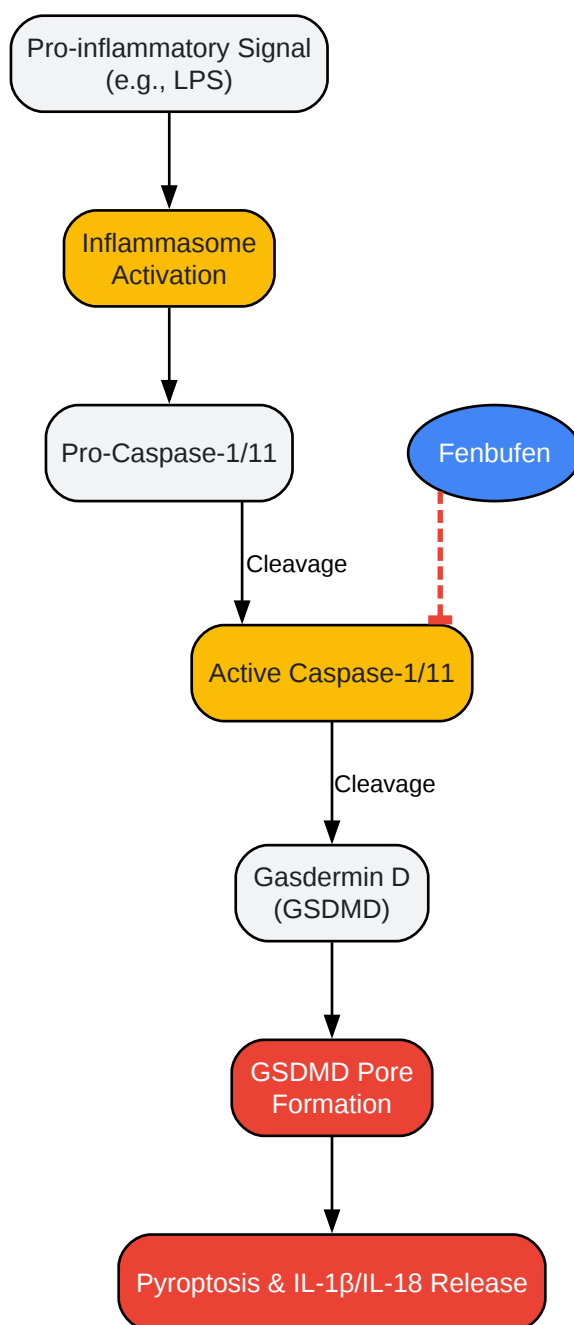 Pro-inflammatory Signal
(e.g., LPS)
Inflammasome
Activation
Pro-Caspase-1/11
Fenbufen
Cleavage
Active Caspase-1/11
Cleavage
Gasdermin D
(GSDMD)
GSDMD Pore
Formation
Pyroptosis & IL-1β/IL-18 Release